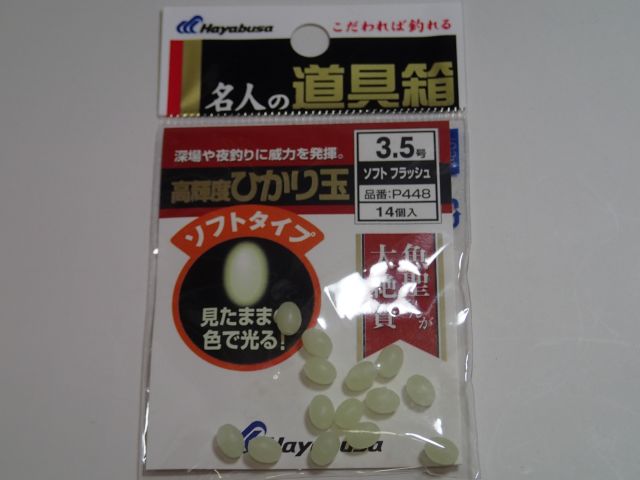 Hayabusa
こだわれば釣れる
名人の道具箱
深場や夜釣りに威力を発揮。
高輝度ひかり玉
3.5号
ソフト フラッシュ
品番:P448
14個入
ソフトタイプ
見たまま
色で光る!
魚聖
が
大絶賛
Hayabusa